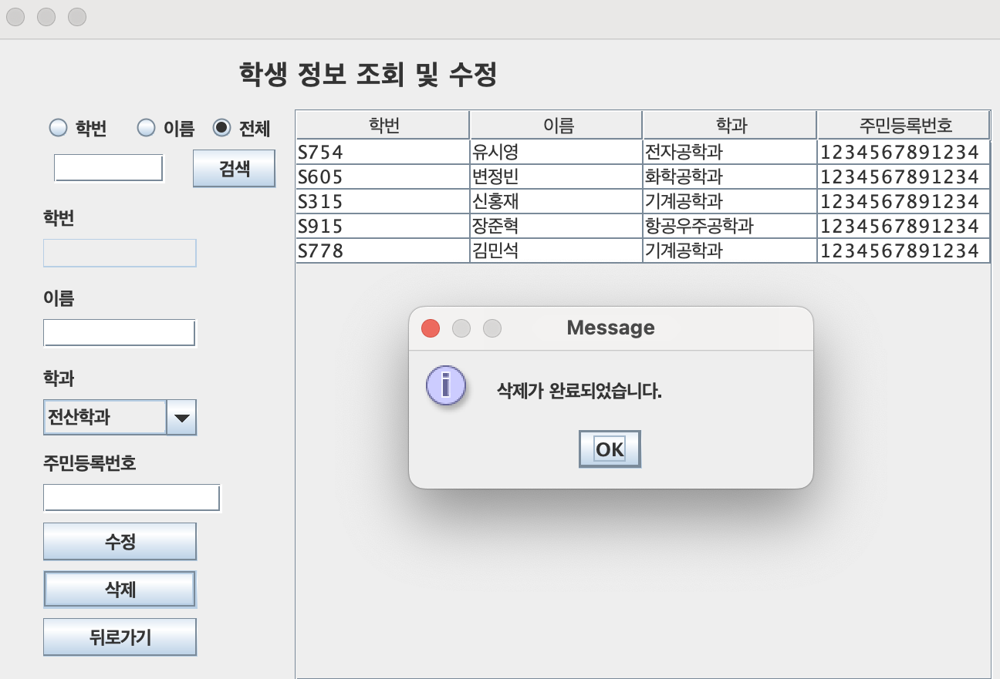 학생 정보 조회 및 수정
학번 이름 전체
검색
학번
이름
학과
전산학과
주민등록번호
수정
삭제
뒤로가기
학번 이름 학과 주민등록번호
S754 유시영 전자공학과 1234567891234
S605 변정빈 화학공학과 1234567891234
S315 신홍재 기계공학과 1234567891234
S915 장준혁 항공우주공학과 1234567891234
S778 김민석 기계공학과 1234567891234
Message
삭제가 완료되었습니다.
OK